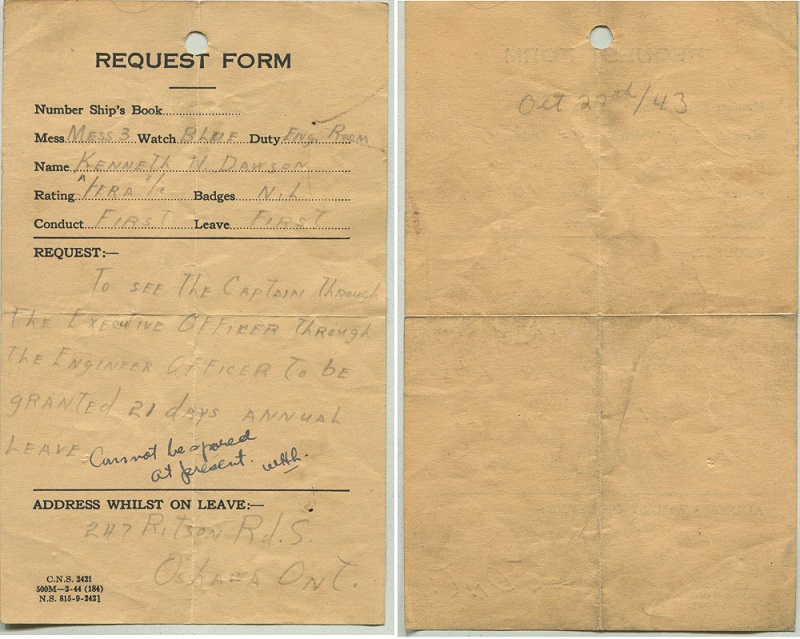 REQUEST FORM
Number Ship's Book
Mess Mess 3 Watch BLUE Duty Eng. Room
Name Kenneth N Dawson
Rating A/ERA 4/c Badges NIL
Conduct FIRST Leave FIRST
REQUEST:—
To see the Captain through
the Executive Officer through
the Engineer Officer to be
granted 21 days annual
leave.
Cannot be spared
at present.
ADDRESS WHILST ON LEAVE:—
247 Ritson Rd. S.
Oshawa Ont.
C.N.S. 2421
500M—2-44 (184)
N.S. 815-9-2421
Oct 27th/43